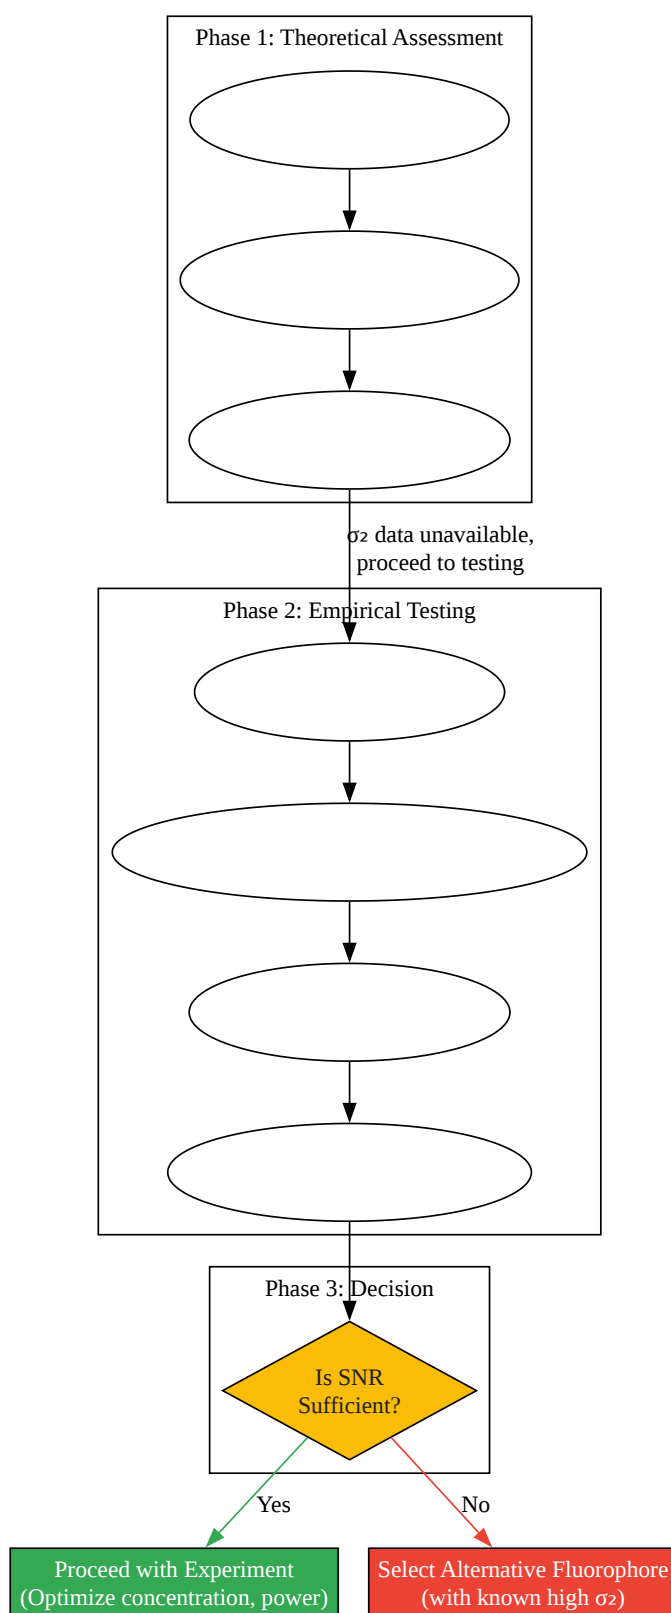 Phase 1: Theoretical Assessment
σ₂ data unavailable,
proceed to testing
Phase 2: Empirical Testing
Phase 3: Decision
Is SNR
Sufficient?
Yes
No
Proceed with Experiment
(Optimize concentration, power)
Select Alternative Fluorophore
(with known high σ₂)